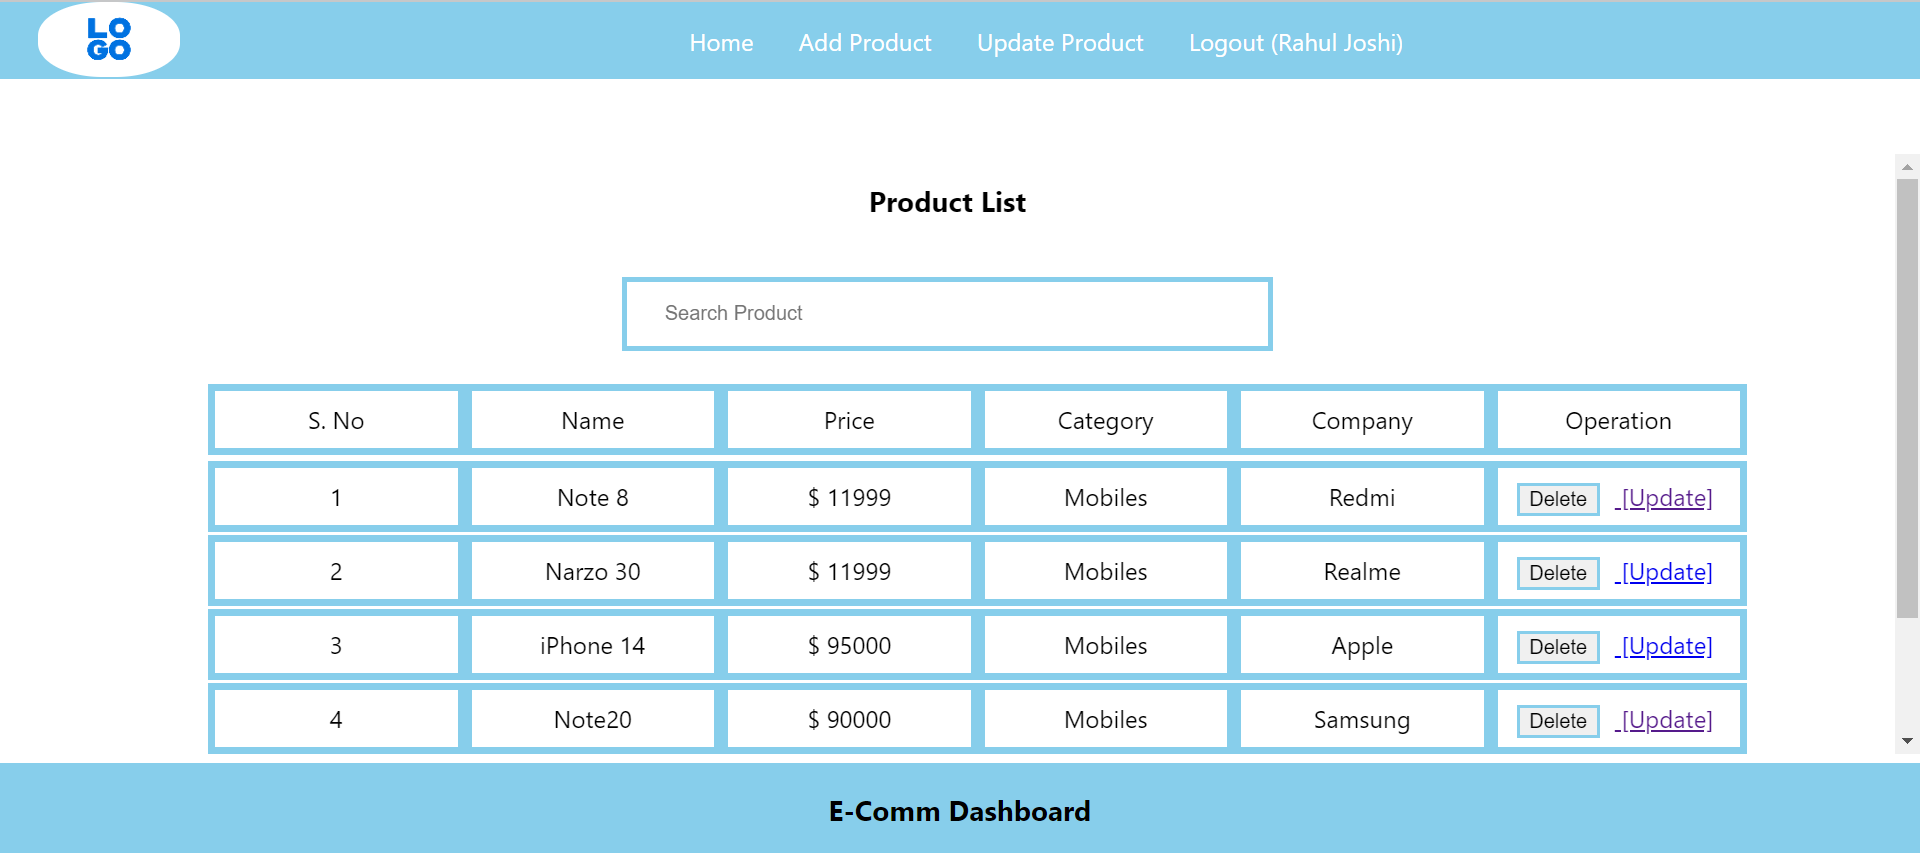 LO
GO
Home Add Product Update Product Logout (Rahul Joshi)
Product List
Search Product
S. No Name Price Category Company Operation
1 Note 8 $ 11999 Mobiles Redmi Delete [Update]
2 Narzo 30 $ 11999 Mobiles Realme Delete [Update]
3 iPhone 14 $ 95000 Mobiles Apple Delete [Update]
4 Note20 $ 90000 Mobiles Samsung Delete [Update]
E-Comm Dashboard